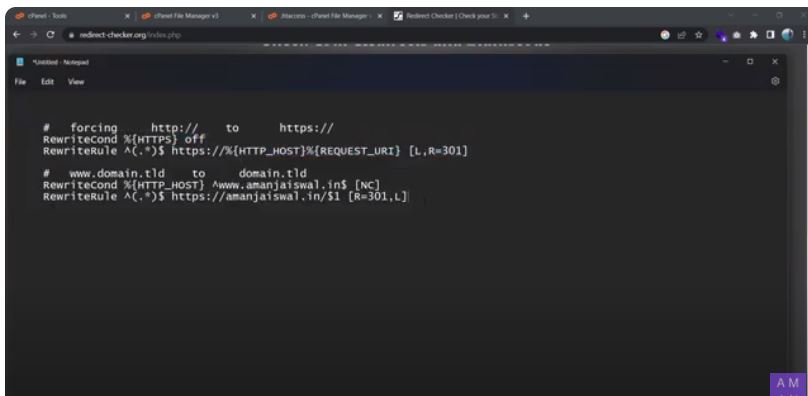 cPanel - Tools
cPanel File Manager v3
.htaccess - cPanel File Manager v
Redirect Checker | Check your St
redirect-checker.org/index.php
*Untitled - Notepad
File Edit View
# forcing http:// to https://
RewriteCond %{HTTPS} off
RewriteRule ^(.*)$ https://%{HTTP_HOST}%{REQUEST_URI} [L,R=301]
# www.domain.tld to domain.tld
RewriteCond %{HTTP_HOST} ^www.amanjaiswal.in$ [NC]
RewriteRule ^(.*)$ https://amanjaiswal.in/$1 [R=301,L]
A M